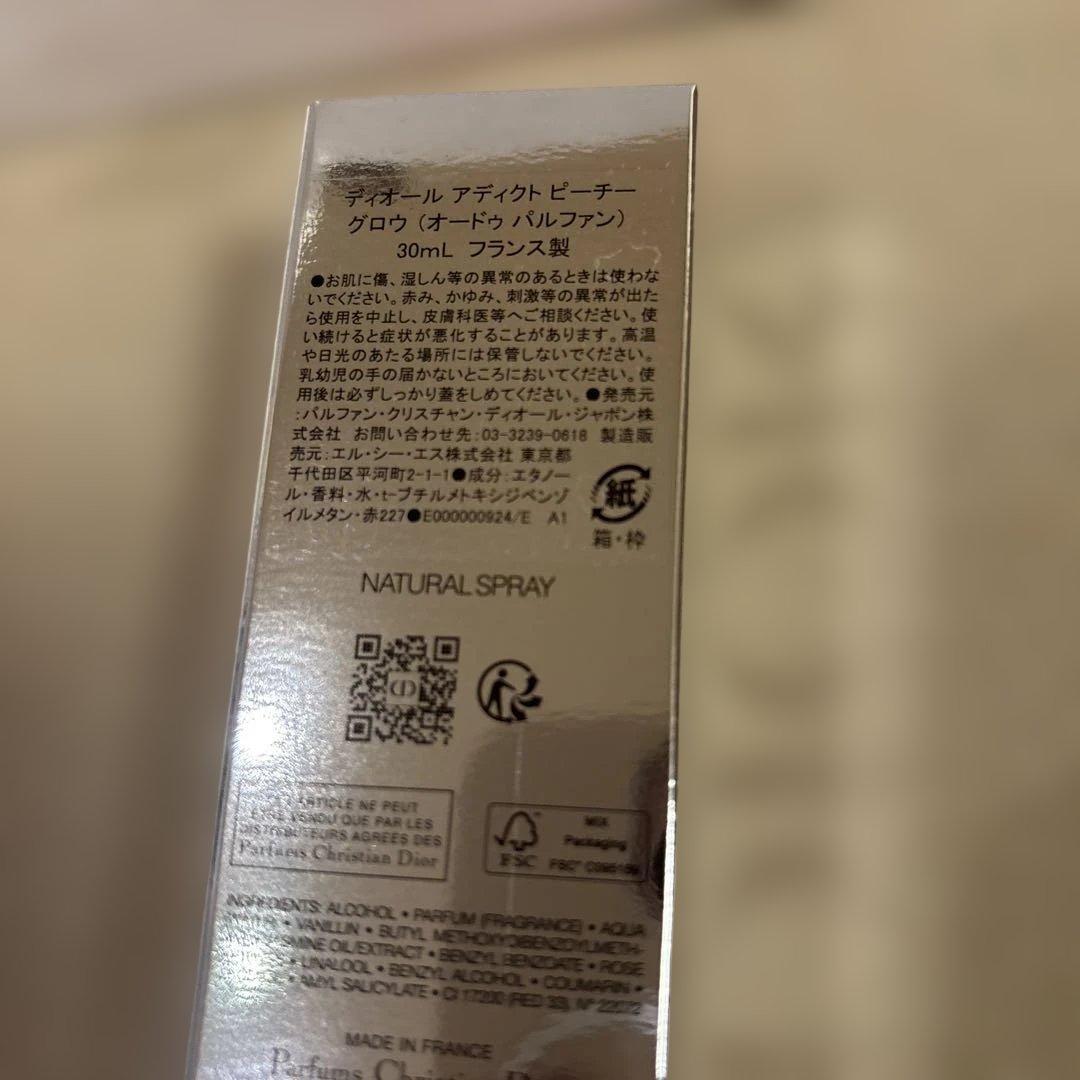 ディオール アディクト ピーチー
グロウ（オードゥ パルファン）
30mL フランス製
●お肌に傷、湿しん等の異常のあるときは使わな
いでください。赤み、かゆみ、刺激等の異常が出た
ら使用を中止し、皮膚科医等へご相談ください。使
い続けると症状が悪化することがあります。高温
や日光のあたる場所には保管しないでください。
乳幼児の手の届かないところにおいてください。使
用後は必ずしっかり蓋をしめてください。●発売元
:パルファン・クリスチャン・ディオール・ジャポン株
式会社 お問い合わせ先:03-3239-0618 製造販
売元:エル・シー・エス株式会社 東京都
千代田区平河町2-1-1●成分:エタノー
ル・香料・水・t-ブチルメトキシジベンゾ
イルメタン・赤227●E000000924/E A1
紙
箱・枠
NATURAL SPRAY
CD
ARTICLE NE PEUT
ETRE VENDU QUE PAR LES
DISTRIBUTEURS AGREES DES
Parfums Christian Dior
FSC
MIX
Packaging
FSC®
INGREDIENTS: ALCOHOL • PARFUM (FRAGRANCE) • AQUA
• VANILLIN • BUTYL METHOXYDIBENZOYLMETH-
OIL/EXTRACT • BENZYL BENZOATE • ROSE
• LINALOOL • BENZYL ALCOHOL • COUMARIN •
• AMYL SALICYLATE • CI 17200 (RED 33). N° 22072
MADE IN FRANCE
Parfums Christian